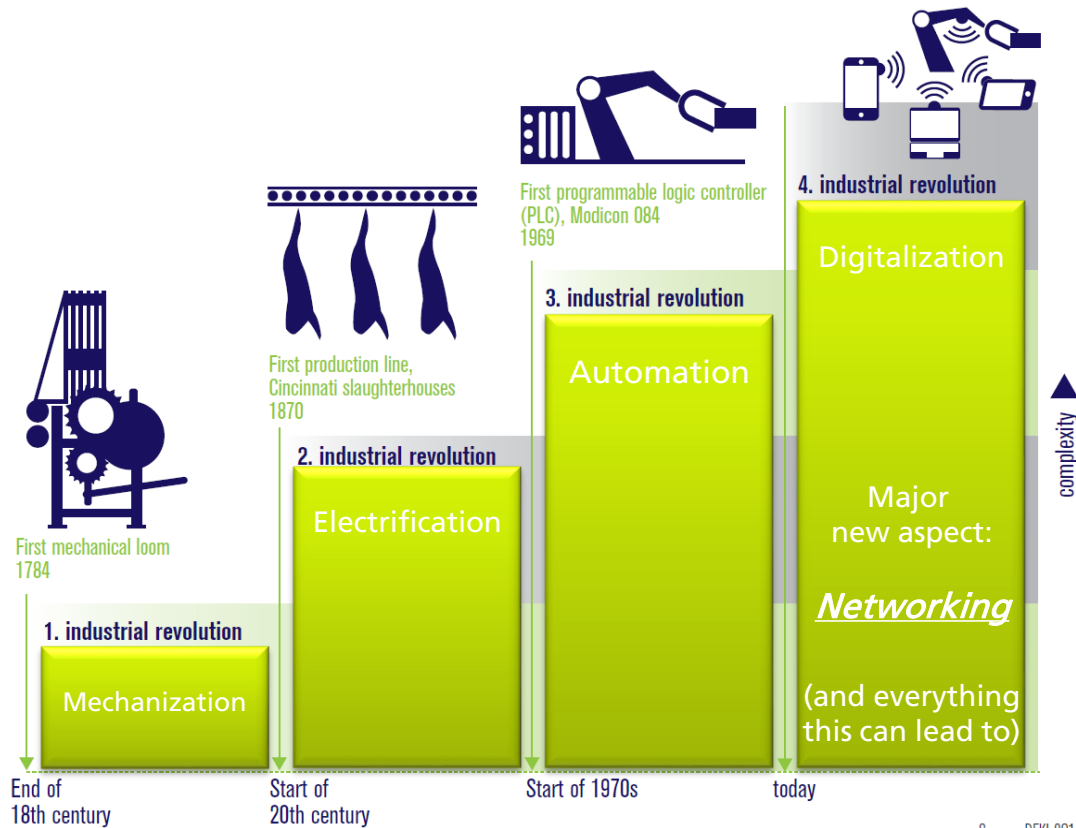 First mechanical loom
1784
1. industrial revolution
Mechanization
End of
18th century
First production line,
Cincinnati slaughterhouses
1870
2. industrial revolution
Electrification
Start of
20th century
First programmable logic controller
(PLC), Modicon 084
1969
3. industrial revolution
Automation
Start of 1970s
4. industrial revolution
Digitalization
Major
new aspect:
Networking
(and everything
this can lead to)
today
complexity